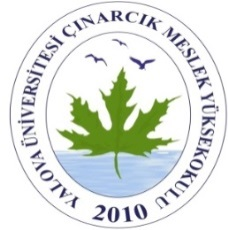 YALOVA ÜNİVERSİTESİ ÇINARCIK MESLEK YÜKSEKOKULU
2010